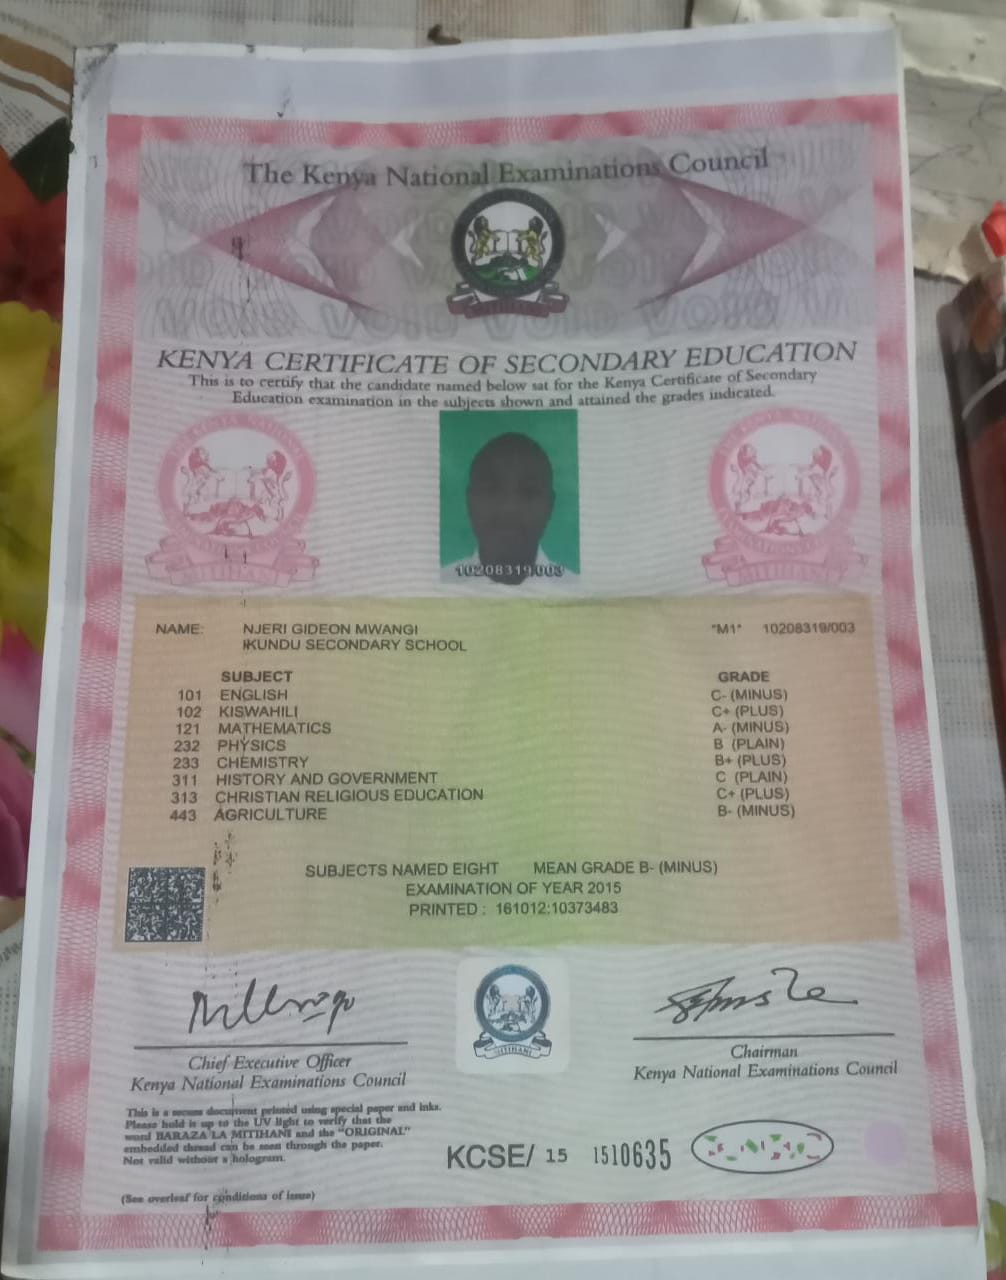 The Kenya National Examinations Council
VOID VOID VOID
MITIHANI
KENYA CERTIFICATE OF SECONDARY EDUCATION
This is to certify that the candidate named below sat for the Kenya Certificate of Secondary
Education examination in the subjects shown and attained the grades indicated.
10208319/003
MITIHANI MITIHANI
NAME: NJERI GIDEON MWANGI "M1" 10208319/003
IKUNDU SECONDARY SCHOOL
SUBJECT GRADE
101 ENGLISH C- (MINUS)
102 KISWAHILI C+ (PLUS)
121 MATHEMATICS A- (MINUS)
232 PHYSICS B (PLAIN)
233 CHEMISTRY B+ (PLUS)
311 HISTORY AND GOVERNMENT C (PLAIN)
313 CHRISTIAN RELIGIOUS EDUCATION C+ (PLUS)
443 AGRICULTURE B- (MINUS)
SUBJECTS NAMED EIGHT MEAN GRADE B- (MINUS)
EXAMINATION OF YEAR 2015
PRINTED : 161012:10373483
MITIHANI
Chief Executive Officer
Kenya National Examinations Council
Chairman
Kenya National Examinations Council
This is a secure document printed using special paper and inks.
Please hold is up to the UV light to verify that the
word BARAZA LA MITIHANI and the "ORIGINAL"
embedded thread can be seen through the paper.
Not valid without a hologram.
(See overleaf for conditions of issue)
KCSE/ 15 1510635